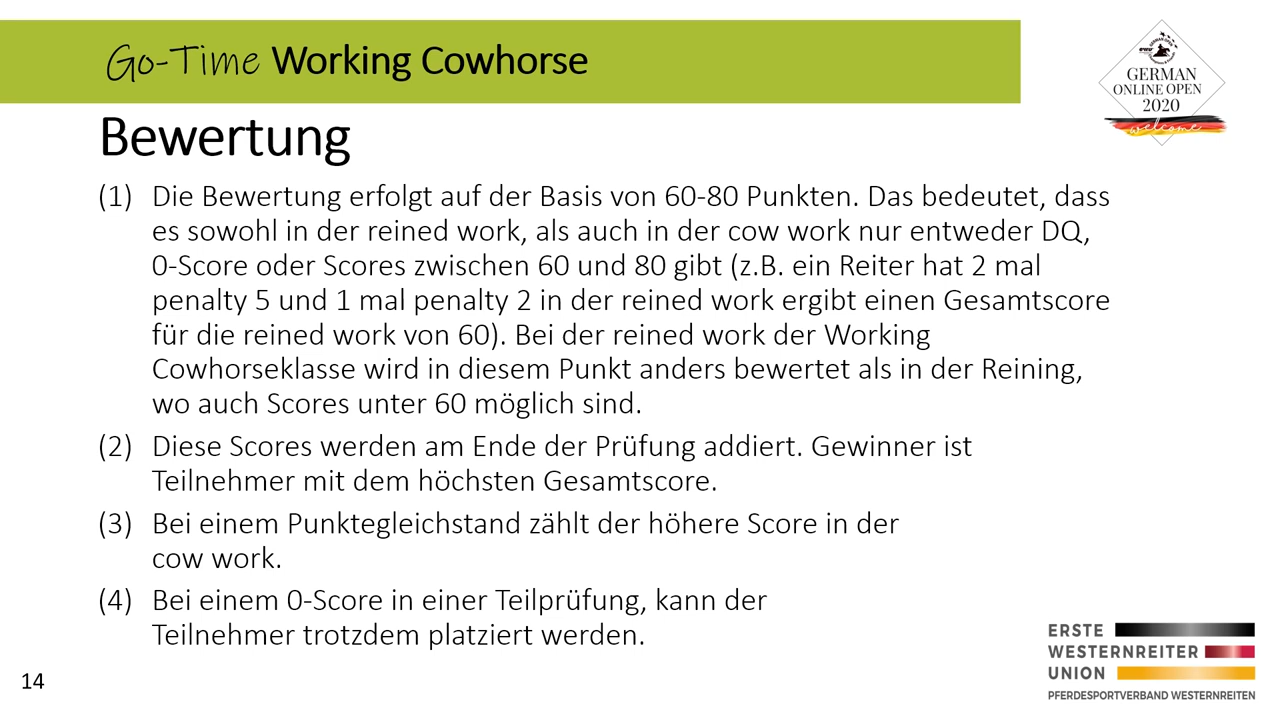 Go-Time Working Cowhorse
GERMAN
ONLINE OPEN
2020
welcome
Bewertung
(1) Die Bewertung erfolgt auf der Basis von 60-80 Punkten. Das bedeutet, dass
es sowohl in der reined work, als auch in der cow work nur entweder DQ,
0-Score oder Scores zwischen 60 und 80 gibt (z.B. ein Reiter hat 2 mal
penalty 5 und 1 mal penalty 2 in der reined work ergibt einen Gesamtscore
für die reined work von 60). Bei der reined work der Working
Cowhorseklasse wird in diesem Punkt anders bewertet als in der Reining,
wo auch Scores unter 60 möglich sind.
(2) Diese Scores werden am Ende der Prüfung addiert. Gewinner ist
Teilnehmer mit dem höchsten Gesamtscore.
(3) Bei einem Punktegleichstand zählt der höhere Score in der
cow work.
(4) Bei einem 0-Score in einer Teilprüfung, kann der
Teilnehmer trotzdem platziert werden.
ERSTE
WESTERNREITER
UNION
PFERDESPORTVERBAND WESTERNREITEN
14